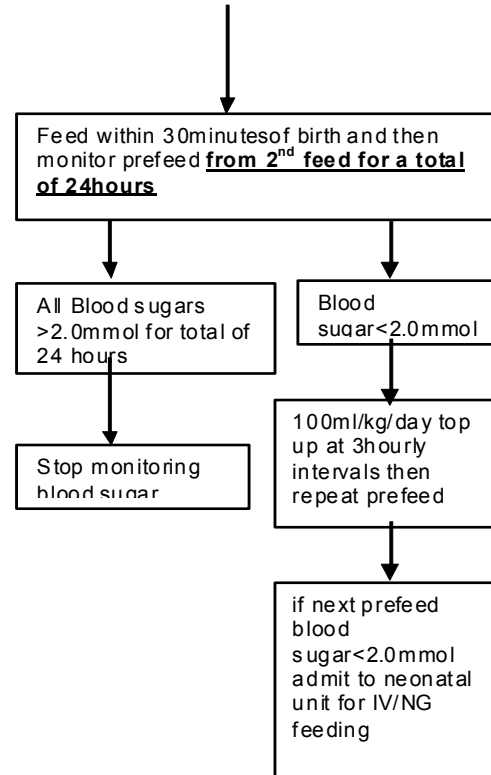 Feed within 30minutesof birth and then
monitor prefeed from 2nd feed for a total
of 24hours
All Blood sugars
>2.0mmol for total of
24 hours
Blood
sugar<2.0mmol
Stop monitoring
blood sugar
100ml/kg/day top
up at 3hourly
intervals then
repeat prefeed
if next prefeed
blood
sugar<2.0mmol
admit to neonatal
unit for IV/NG
feeding